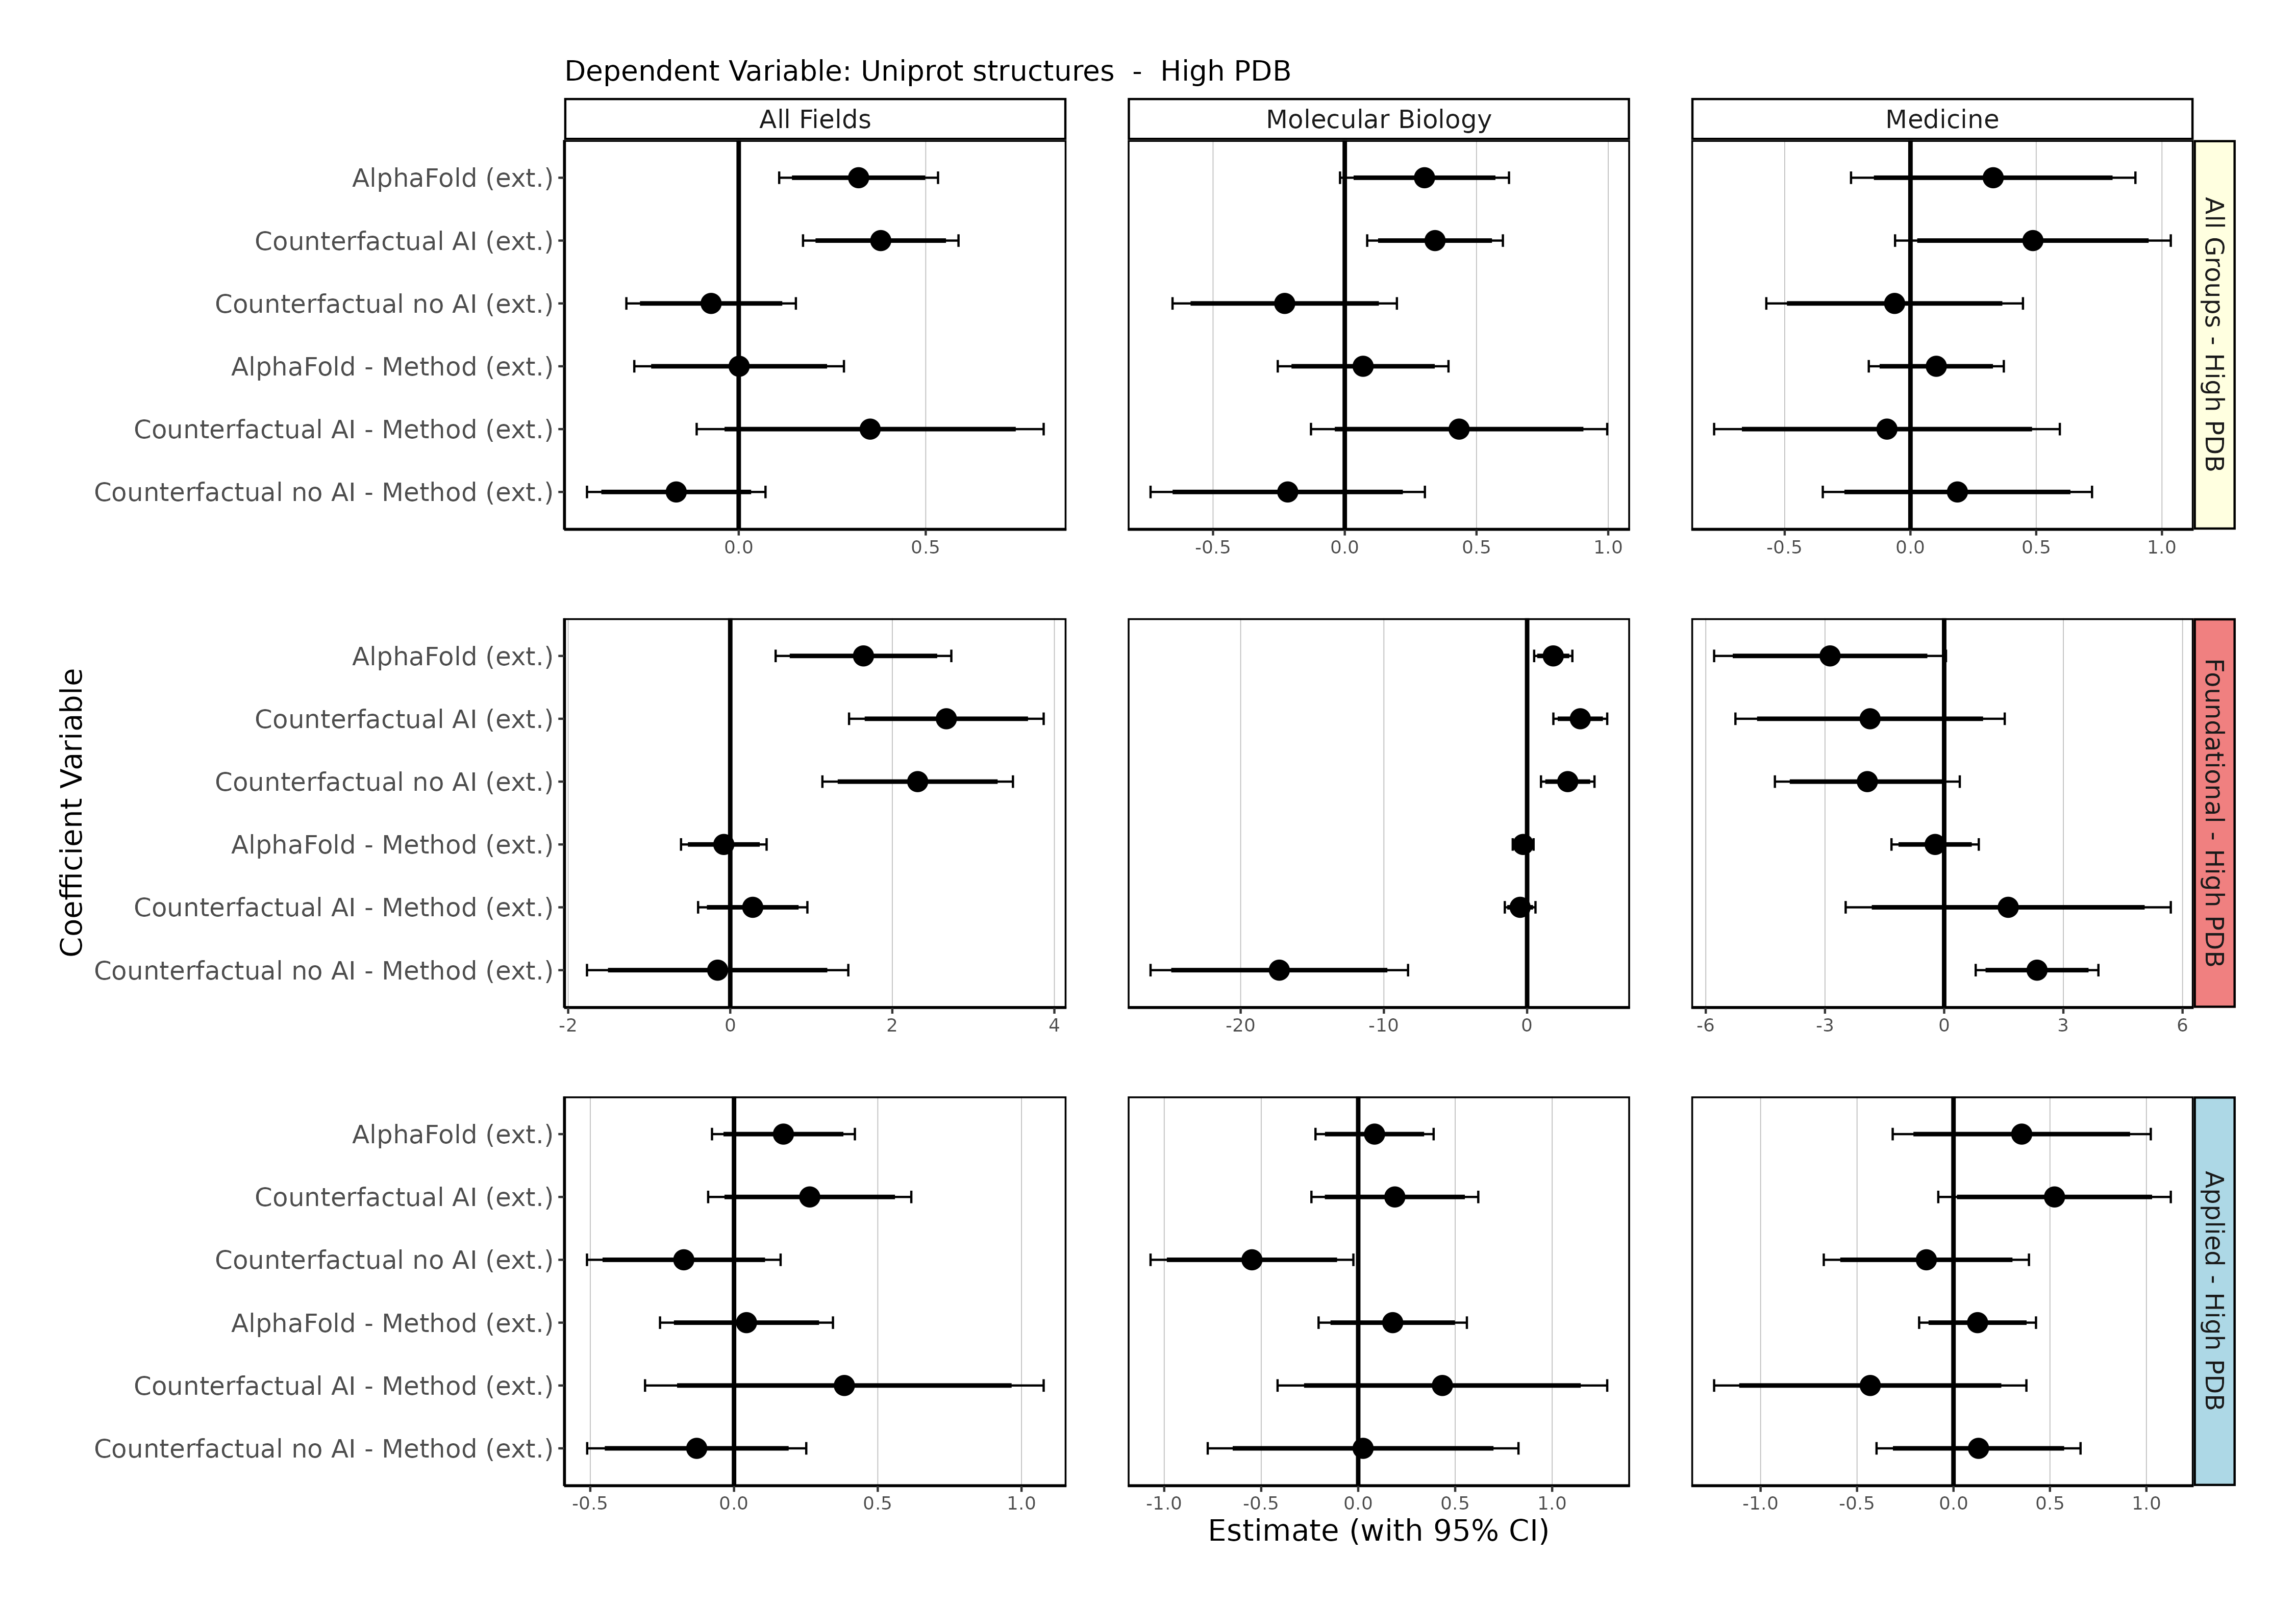 Dependent Variable: Uniprot structures - High PDB
All Fields
Molecular Biology
Medicine
AlphaFold (ext.)
Counterfactual AI (ext.)
Counterfactual no AI (ext.)
AlphaFold - Method (ext.)
Counterfactual AI - Method (ext.)
Counterfactual no AI - Method (ext.)
0.0 0.5
-0.5 0.0 0.5 1.0
-0.5 0.0 0.5 1.0
All Groups - High PDB
Coefficient Variable
AlphaFold (ext.)
Counterfactual AI (ext.)
Counterfactual no AI (ext.)
AlphaFold - Method (ext.)
Counterfactual AI - Method (ext.)
Counterfactual no AI - Method (ext.)
-2 0 2 4
-20 -10 0
-6 -3 0 3 6
Foundational - High PDB
AlphaFold (ext.)
Counterfactual AI (ext.)
Counterfactual no AI (ext.)
AlphaFold - Method (ext.)
Counterfactual AI - Method (ext.)
Counterfactual no AI - Method (ext.)
-0.5 0.0 0.5 1.0
-1.0 -0.5 0.0 0.5 1.0
-1.0 -0.5 0.0 0.5 1.0
Applied - High PDB
Estimate (with 95% CI)